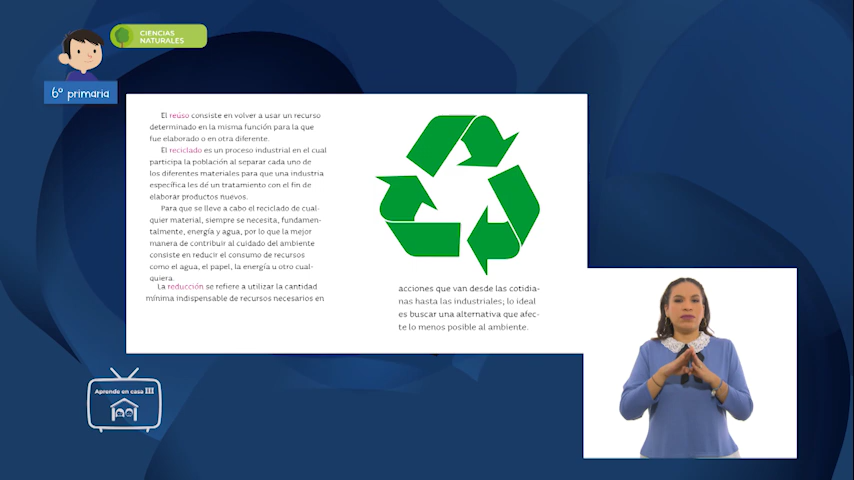 CIENCIAS
NATURALES
6º primaria
El reúso consiste en volver a usar un recurso
determinado en la misma función para la que
fue elaborado o en otra diferente.
El reciclado es un proceso industrial en el cual
participa la población al separar cada uno de
los diferentes materiales para que una industria
específica les dé un tratamiento con el fin de
elaborar productos nuevos.
Para que se lleve a cabo el reciclado de cual-
quier material, siempre se necesita, fundamen-
talmente, energía y agua, por lo que la mejor
manera de contribuir al cuidado del ambiente
consiste en reducir el consumo de recursos
como el agua, el papel, la energía u otro cual-
quiera.
La reducción se refiere a utilizar la cantidad
mínima indispensable de recursos necesarios en
acciones que van desde las cotidia-
nas hasta las industriales; lo ideal
es buscar una alternativa que afec-
te lo menos posible al ambiente.
Aprende en casa III